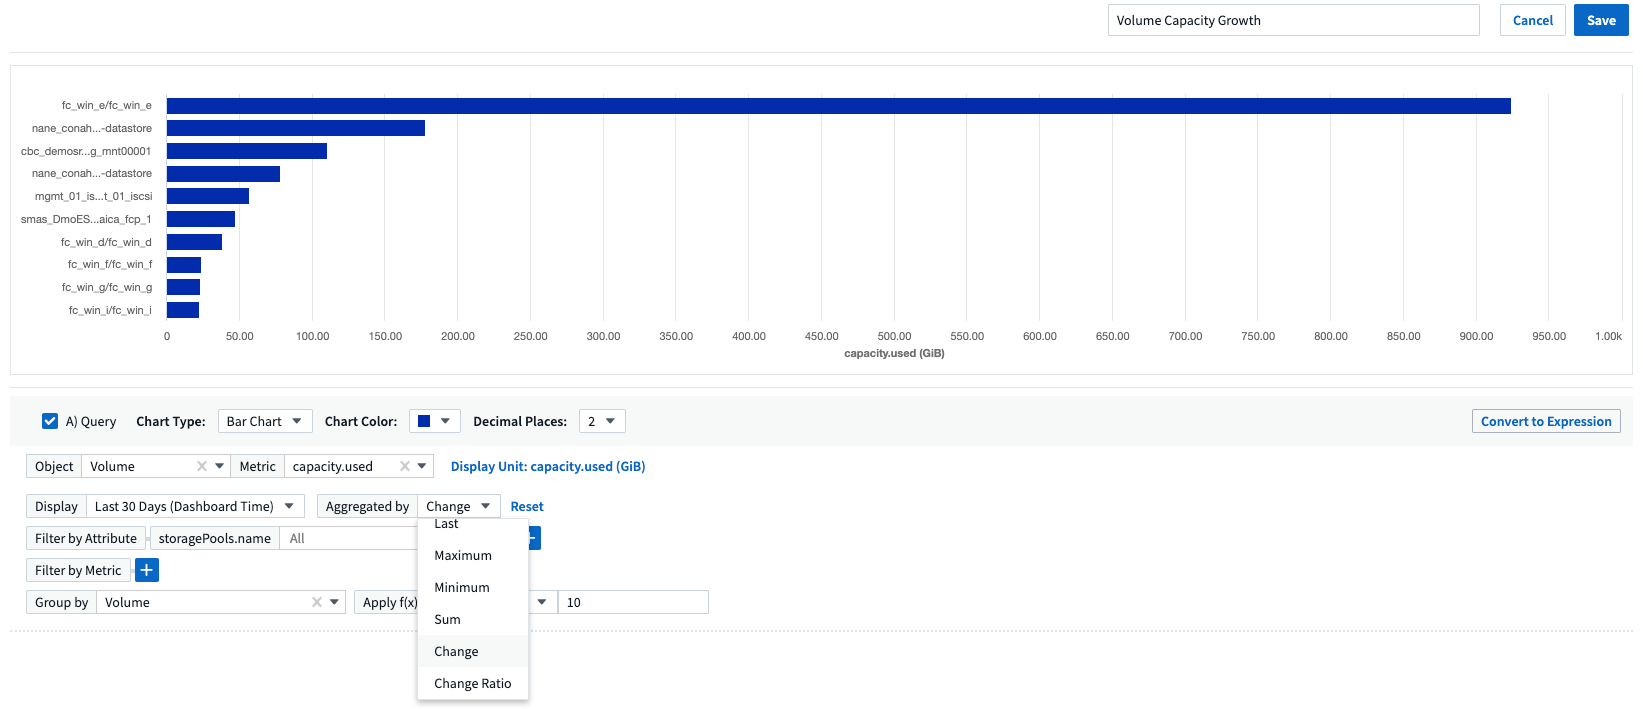 Volume Capacity Growth Cancel Save
fc_win_e/fc_win_e
nane_conah...-datastore
cbc_demosr...g_mnt00001
nane_conah...-datastore
mgmt_01_is...t_01_iscsi
smas_DmoES...aica_fcp_1
fc_win_d/fc_win_d
fc_win_f/fc_win_f
fc_win_g/fc_win_g
fc_win_i/fc_win_i
0 50.00 100.00 150.00 200.00 250.00 300.00 350.00 400.00 450.00 500.00 550.00 600.00 650.00 700.00 750.00 800.00 850.00 900.00 950.00 1.00k
capacity.used (GiB)
A) Query Chart Type: Bar Chart Chart Color: Decimal Places: 2 Convert to Expression
Object Volume Metric capacity.used Display Unit: capacity.used (GiB)
Display Last 30 Days (Dashboard Time) Aggregated by Change Reset
Last
Filter by Attribute storagePools.name All
Maximum
Filter by Metric
Minimum
Group by Volume Apply f(x) 10
Sum
Change
Change Ratio